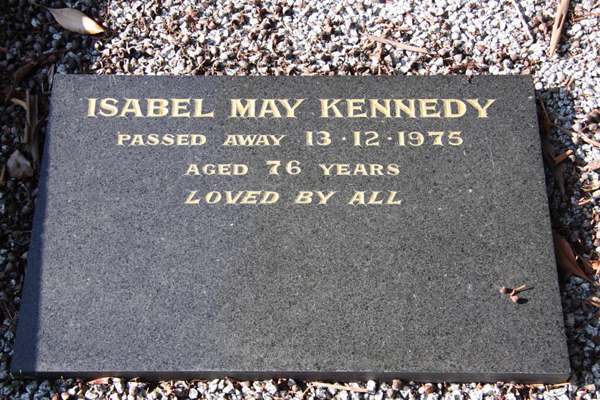 ISABEL MAY KENNEDY
PASSED AWAY 13·12·1975
AGED 76 YEARS
LOVED BY ALL